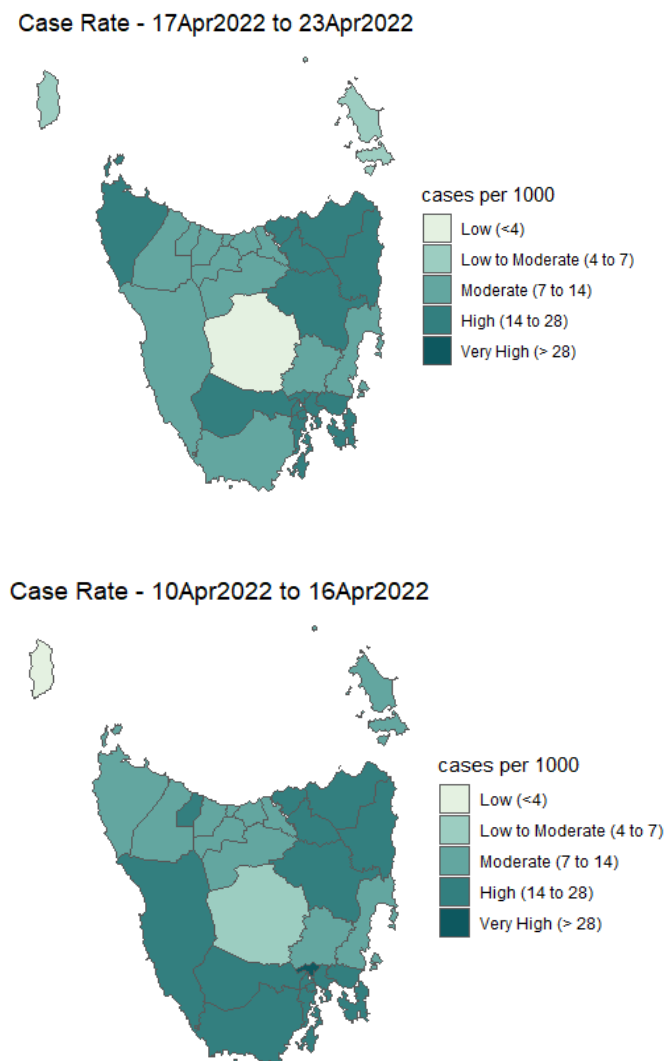 Case Rate - 17Apr2022 to 23Apr2022
cases per 1000
Low (<4)
Low to Moderate (4 to 7)
Moderate (7 to 14)
High (14 to 28)
Very High (> 28)
Case Rate - 10Apr2022 to 16Apr2022
cases per 1000
Low (<4)
Low to Moderate (4 to 7)
Moderate (7 to 14)
High (14 to 28)
Very High (> 28)